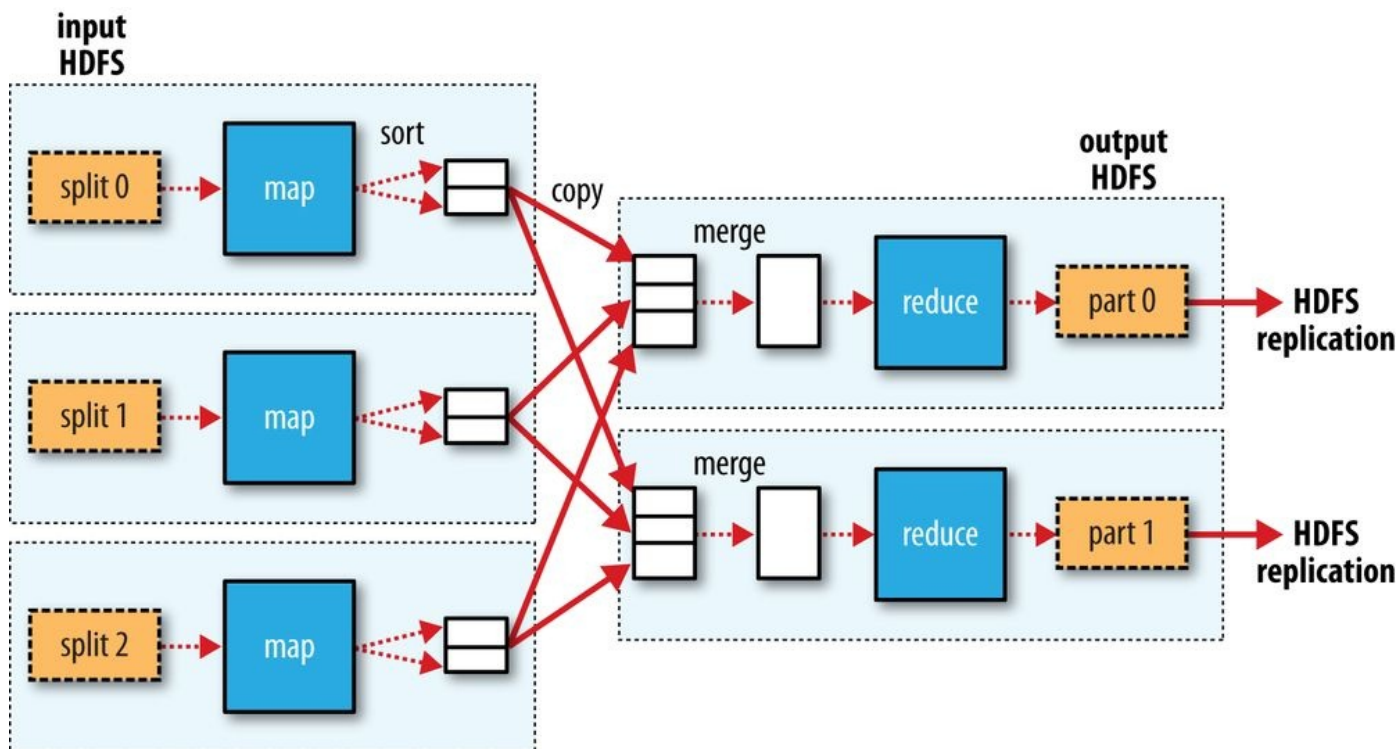 input
HDFS
split 0
map
sort
copy
split 1
map
split 2
map
output
HDFS
merge
reduce
part 0
HDFS
replication
merge
reduce
part 1
HDFS
replication